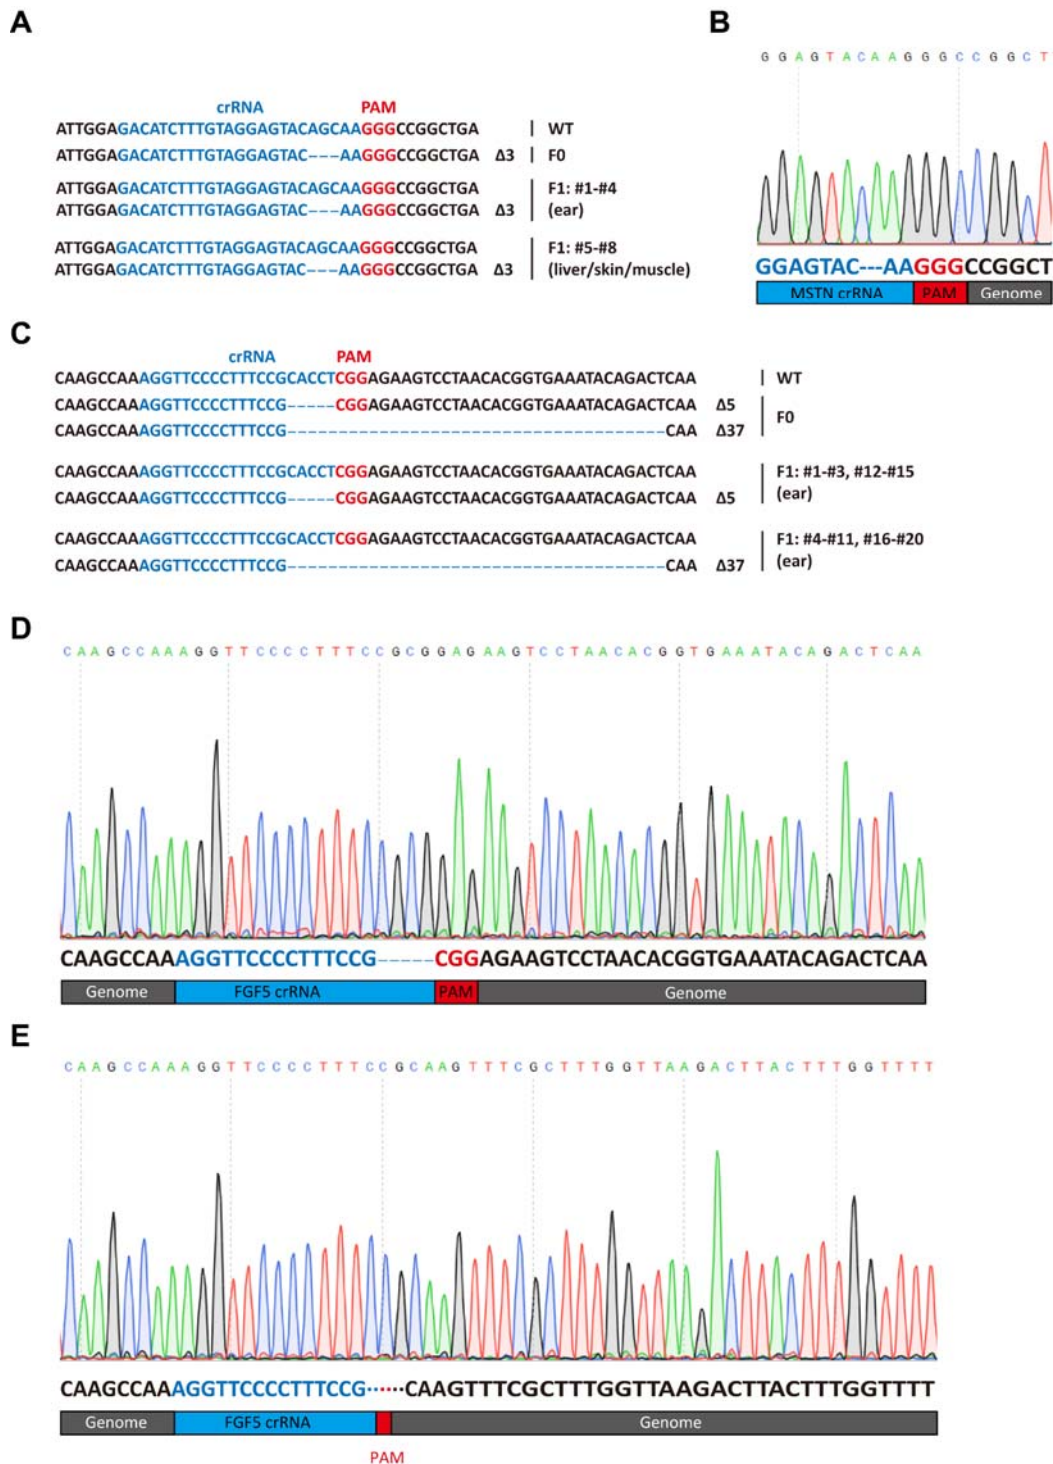 A
crRNA PAM
ATTGGAGACATCTTTGTAGGAGTACAGCAAGGGCCGGCTGA WT
ATTGGAGACATCTTTGTAGGAGTAC---AAGGGCCGGCTGA Δ3 F0
ATTGGAGACATCTTTGTAGGAGTACAGCAAGGGCCGGCTGA F1: #1-#4
ATTGGAGACATCTTTGTAGGAGTAC---AAGGGCCGGCTGA Δ3 (ear)
ATTGGAGACATCTTTGTAGGAGTACAGCAAGGGCCGGCTGA F1: #5-#8
ATTGGAGACATCTTTGTAGGAGTAC---AAGGGCCGGCTGA Δ3 (liver/skin/muscle)
B
G G A G T A C A A G G G C C G G C T
GGAGTAC---AAGGGCCGGCT
MSTN crRNA PAM Genome
C
crRNA PAM
CAAGCCAAAGGTTCCCCTTTCCGCACCTCGGAGAAGTCCTAACACGGTGAAATACAGACTCAA WT
CAAGCCAAAGGTTCCCCTTTCCG-----CGGAGAAGTCCTAACACGGTGAAATACAGACTCAA Δ5
F0
CAAGCCAAAGGTTCCCCTTTCCG-------------------------------------CAA Δ37
CAAGCCAAAGGTTCCCCTTTCCGCACCTCGGAGAAGTCCTAACACGGTGAAATACAGACTCAA F1: #1-#3, #12-#15
CAAGCCAAAGGTTCCCCTTTCCG-----CGGAGAAGTCCTAACACGGTGAAATACAGACTCAA Δ5 (ear)
CAAGCCAAAGGTTCCCCTTTCCGCACCTCGGAGAAGTCCTAACACGGTGAAATACAGACTCAA F1: #4-#11, #16-#20
CAAGCCAAAGGTTCCCCTTTCCG-------------------------------------CAA Δ37 (ear)
D
C A A G C C A A A G G T T C C C C T T T C C G C G G A G A A G T C C T A A C A C G G T G A A A T A C A G A C T C A A
CAAGCCAAAGGTTCCCCTTTCCG-----CGGAGAAGTCCTAACACGGTGAAATACAGACTCAA
Genome FGF5 crRNA PAM Genome
E
C A A G C C A A A G G T T C C C C T T T C C G C A A G T T T C G C T T T G G T T A A G A C T T A C T T T G G T T T T
CAAGCCAAAGGTTCCCCTTTCCG······CAAGTTTCGCTTTGGTTAAGACTTACTTTGGTTTT
Genome FGF5 crRNA Genome
PAM